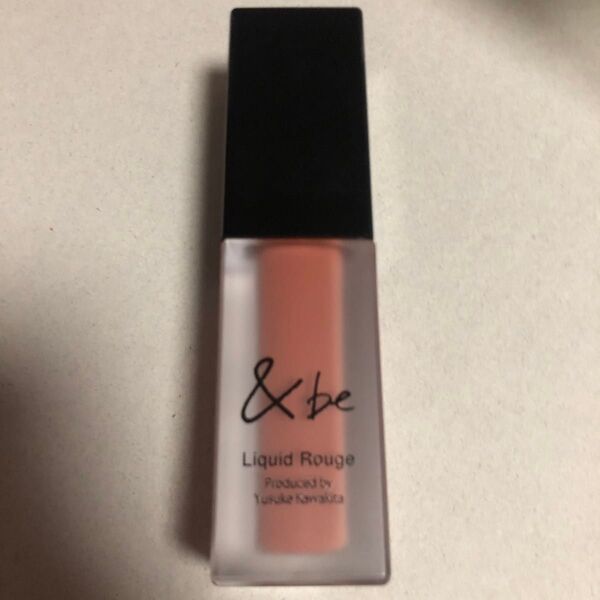 &be
Liquid Rouge
Produced by
Yusuke Kawakita